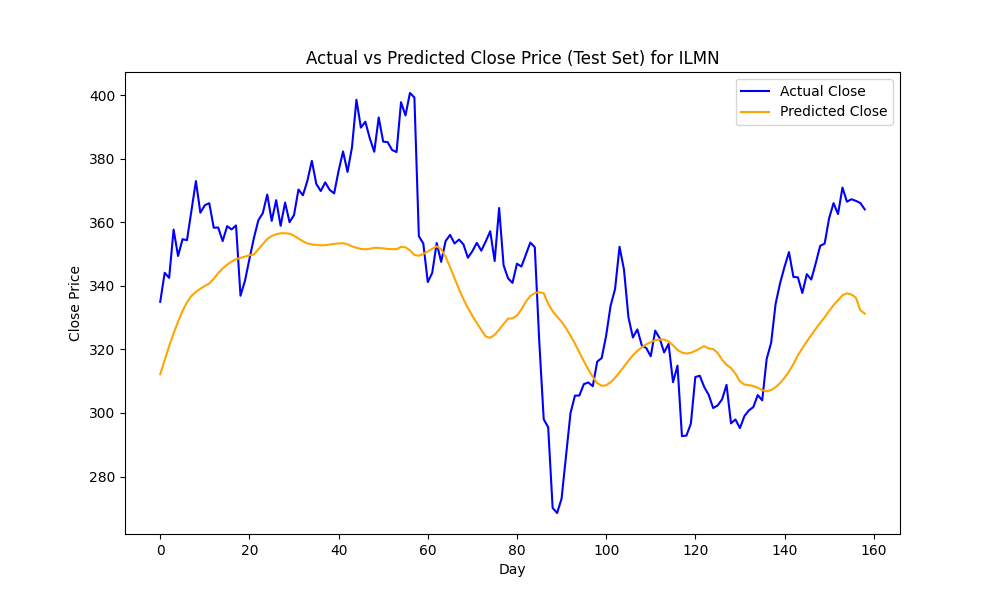 Actual vs Predicted Close Price (Test Set) for ILMN
Actual Close
Predicted Close
Close Price
400
380
360
340
320
300
280
0 20 40 60 80 100 120 140 160
Day